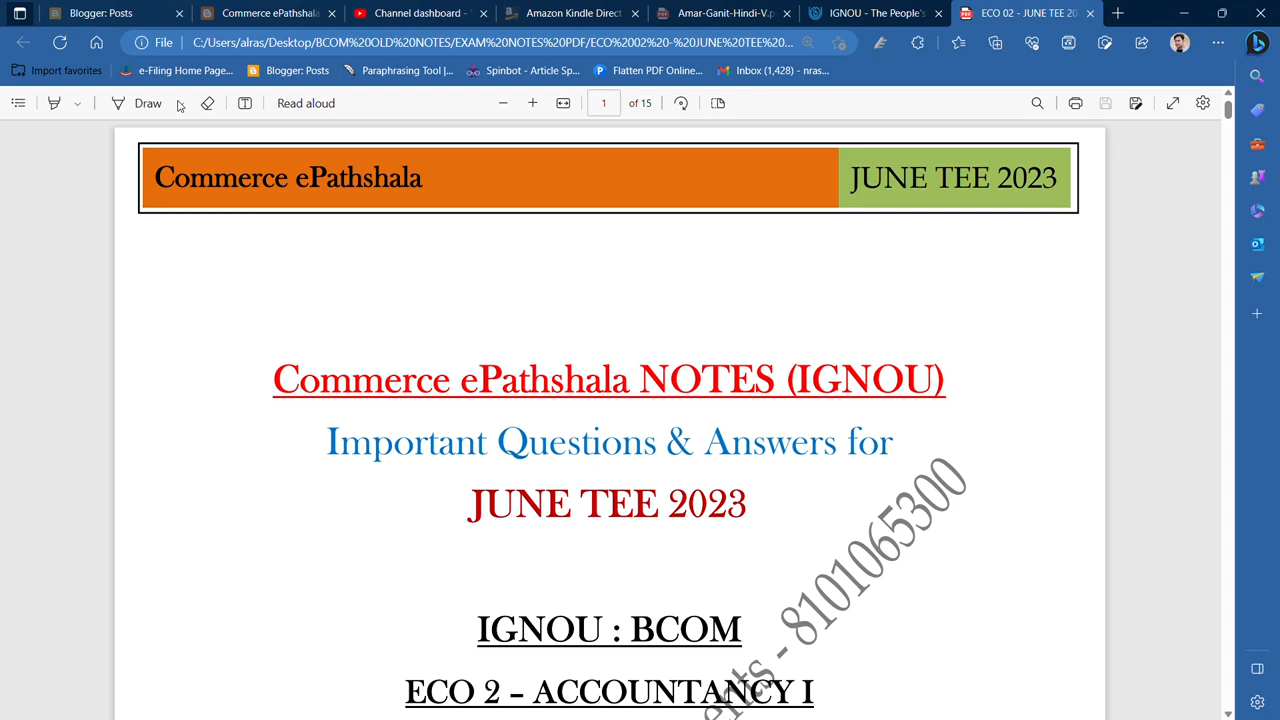 Blogger: Posts
Commerce ePathshala
Channel dashboard -
Amazon Kindle Direct
Amar-Ganit-Hindi-V.p
IGNOU - The People's
ECO 02 - JUNE TEE 20
File
C:/Users/alras/Desktop/BCOM%20OLD%20NOTES/EXAM%20NOTES%20PDF/ECO%2002%20-%20JUNE%20TEE%20...
Import favorites
e-Filing Home Page...
Blogger: Posts
Paraphrasing Tool |...
Spinbot - Article Sp...
Flatten PDF Online...
Inbox (1,428) - nras...
Draw
Read aloud
1 of 15
Commerce ePathshala
JUNE TEE 2023
Commerce ePathshala NOTES (IGNOU)
Important Questions & Answers for
JUNE TEE 2023
IGNOU : BCOM
ECO 2 – ACCOUNTANCY I
ents - 8101065300